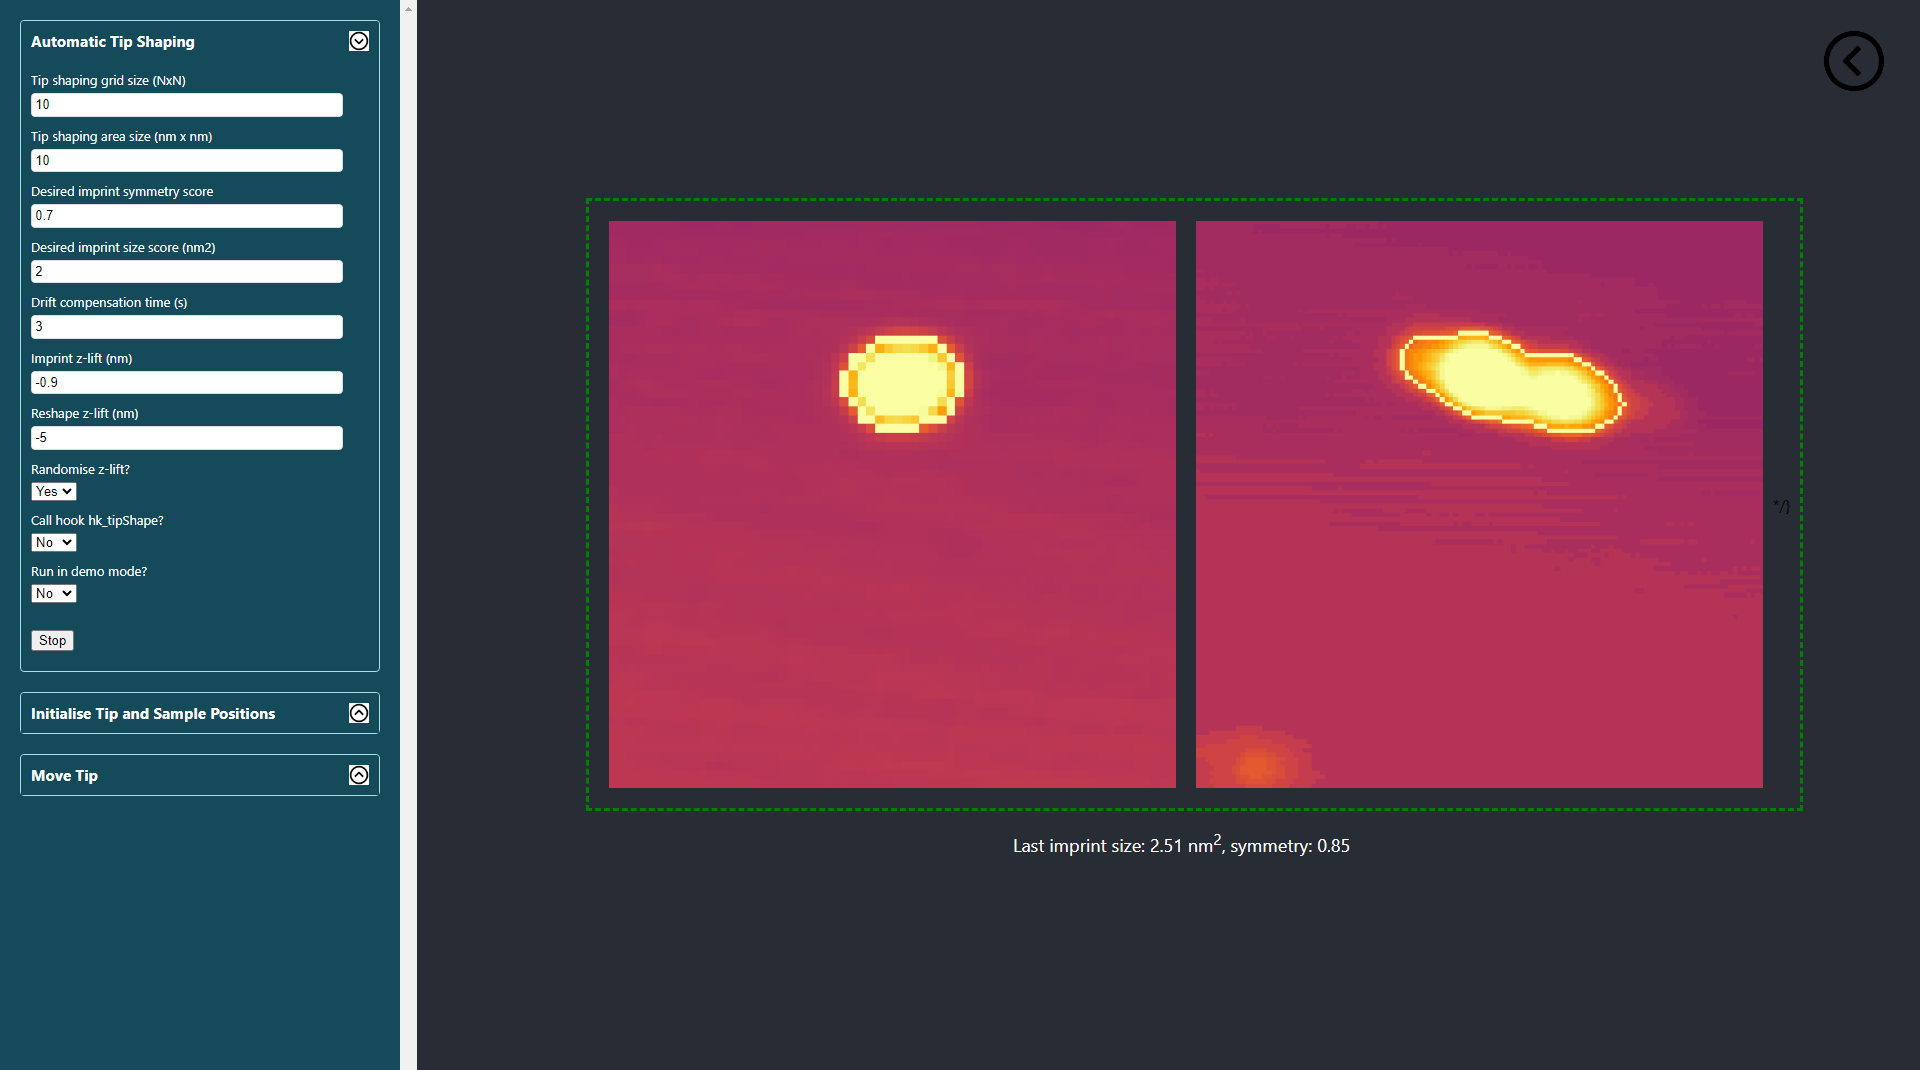 Automatic Tip Shaping
Tip shaping grid size (NxN)
10
Tip shaping area size (nm x nm)
10
Desired imprint symmetry score
0.7
Desired imprint size score (nm2)
2
Drift compensation time (s)
3
Imprint z-lift (nm)
-0.9
Reshape z-lift (nm)
-5
Randomise z-lift?
Yes
Call hook hk_tipShape?
No
Run in demo mode?
No
Stop
Initialise Tip and Sample Positions
Move Tip
*/}
Last imprint size: 2.51 nm², symmetry: 0.85